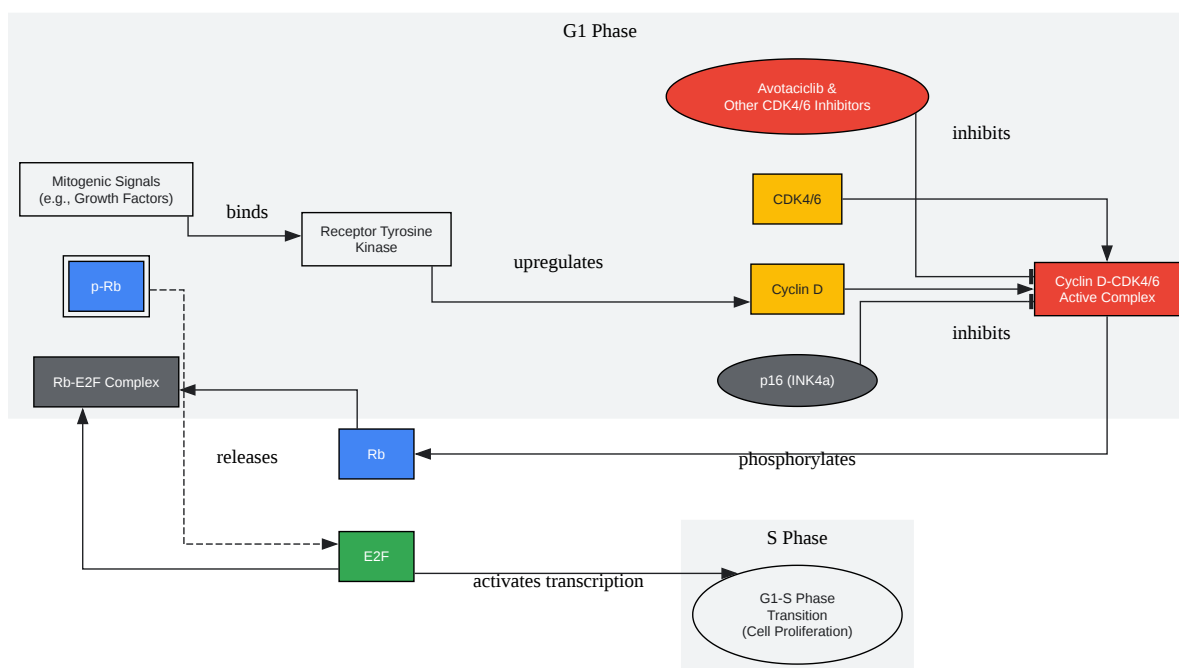 G1 Phase
Avotaciclib &
Other CDK4/6 Inhibitors
inhibits
Mitogenic Signals
(e.g., Growth Factors)
CDK4/6
binds
Receptor Tyrosine
Kinase
upregulates
p-Rb
Cyclin D
Cyclin D-CDK4/6
Active Complex
inhibits
Rb-E2F Complex
p16 (INK4a)
releases
Rb
phosphorylates
S Phase
E2F
activates transcription
G1-S Phase
Transition
(Cell Proliferation)